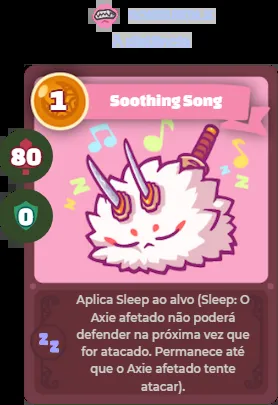 1
Soothing Song
80
0
Aplica Sleep ao alvo (Sleep: O
Axie afetado não poderá
defender na próxima vez que
for atacado. Permanece até
que o Axie afetado tente
atacar).